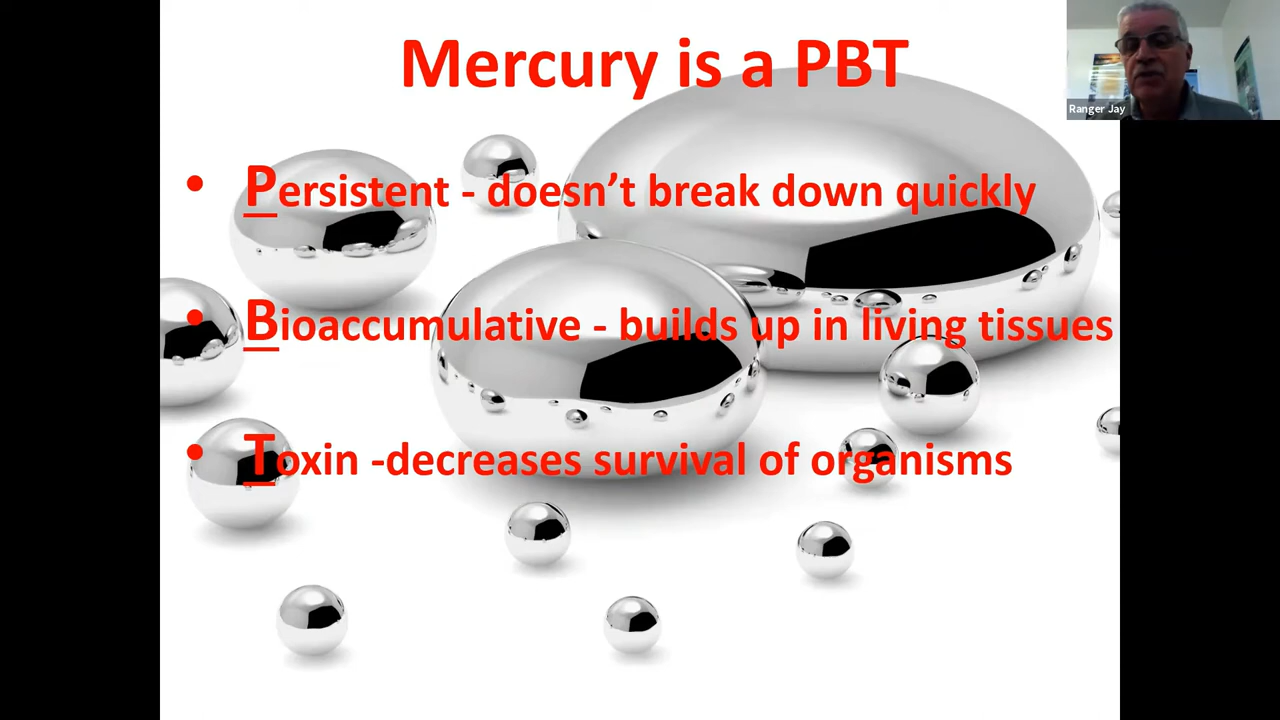 Mercury is a PBT
Ranger Jay
• Persistent - doesn’t break down quickly
• Bioaccumulative - builds up in living tissues
• Toxin -decreases survival of organisms